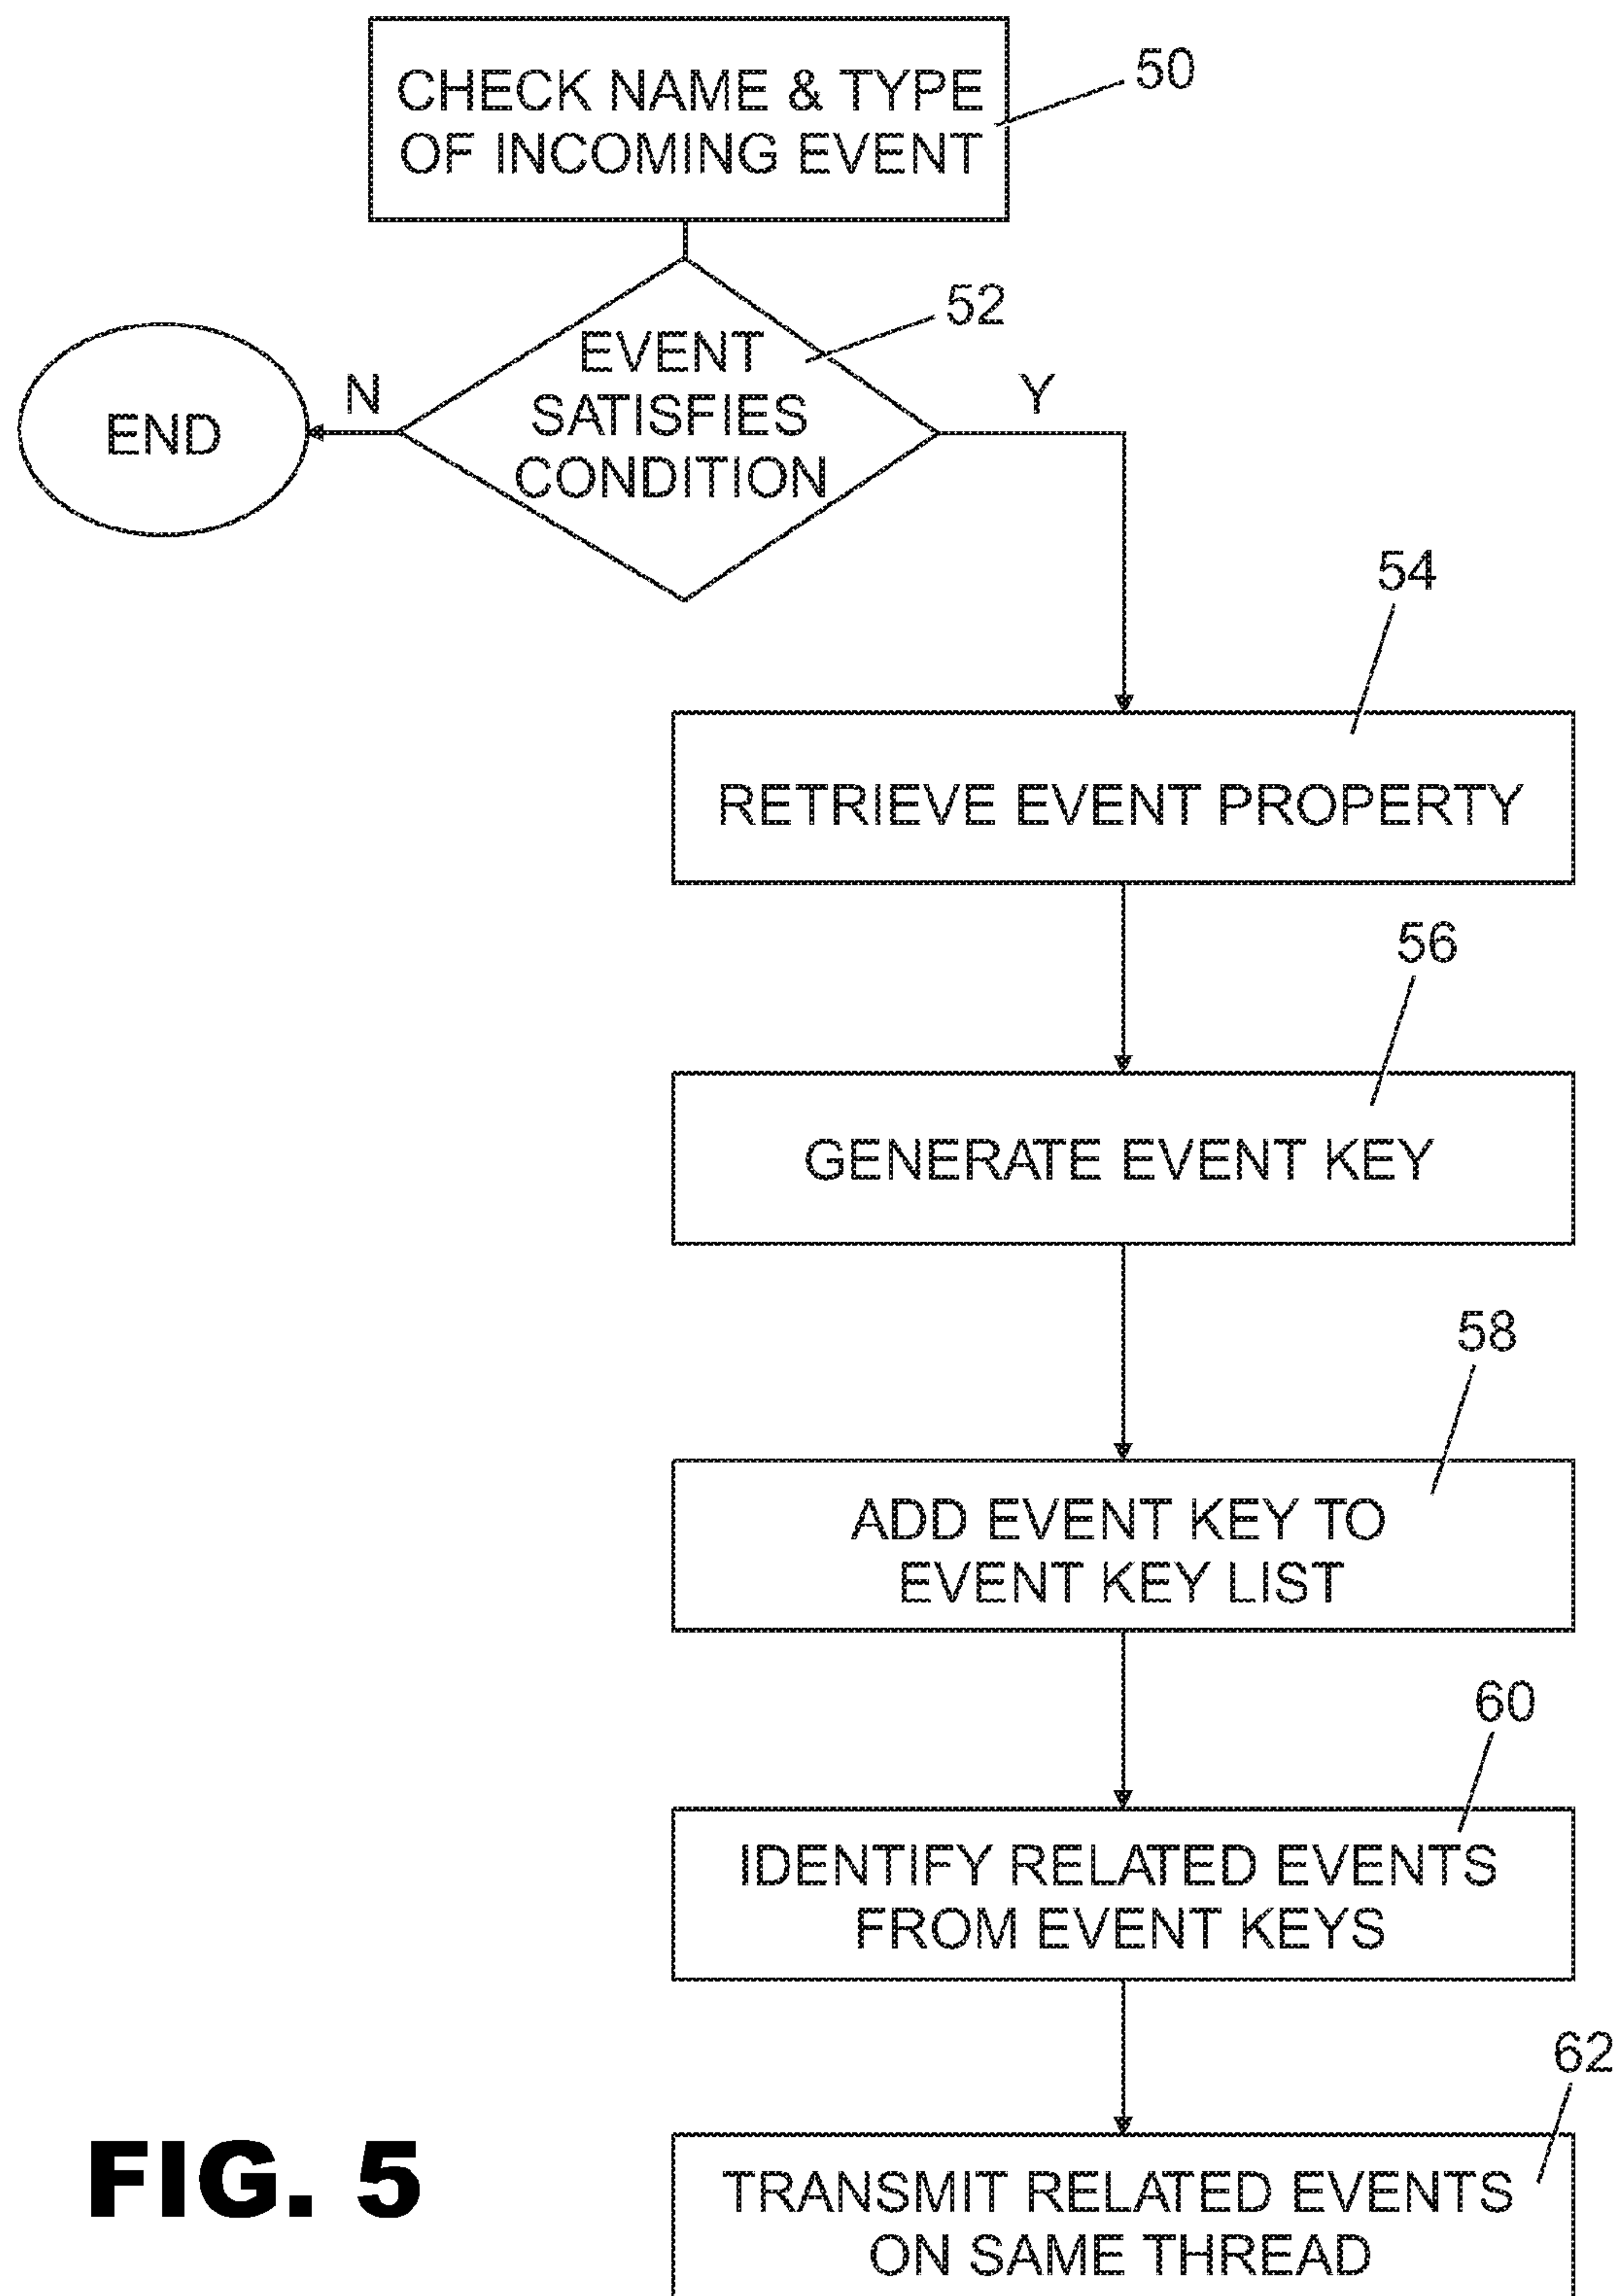 CHECK NAME & TYPE
OF INCOMING EVENT
50
EVENT
SATISFIES
CONDITION
52
N
Y
END
54
RETRIEVE EVENT PROPERTY
56
GENERATE EVENT KEY
58
ADD EVENT KEY TO
EVENT KEY LIST
60
IDENTIFY RELATED EVENTS
FROM EVENT KEYS
62
TRANSMIT RELATED EVENTS
ON SAME THREAD
FIG. 5